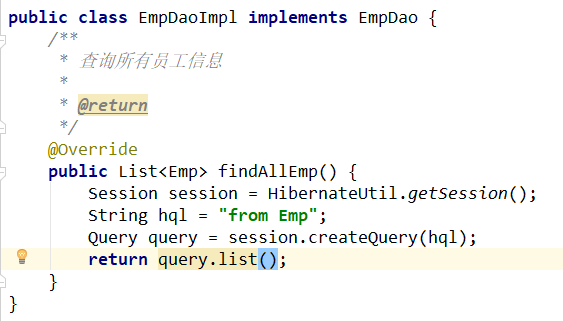 public class EmpDaoImpl implements EmpDao {
    /**
     * 查询所有员工信息
     *
     * @return
     */
    @Override
    public List<Emp> findAllEmp() {
        Session session = HibernateUtil.getSession();
        String hql = "from Emp";
        Query query = session.createQuery(hql);
        return query.list();
    }
}